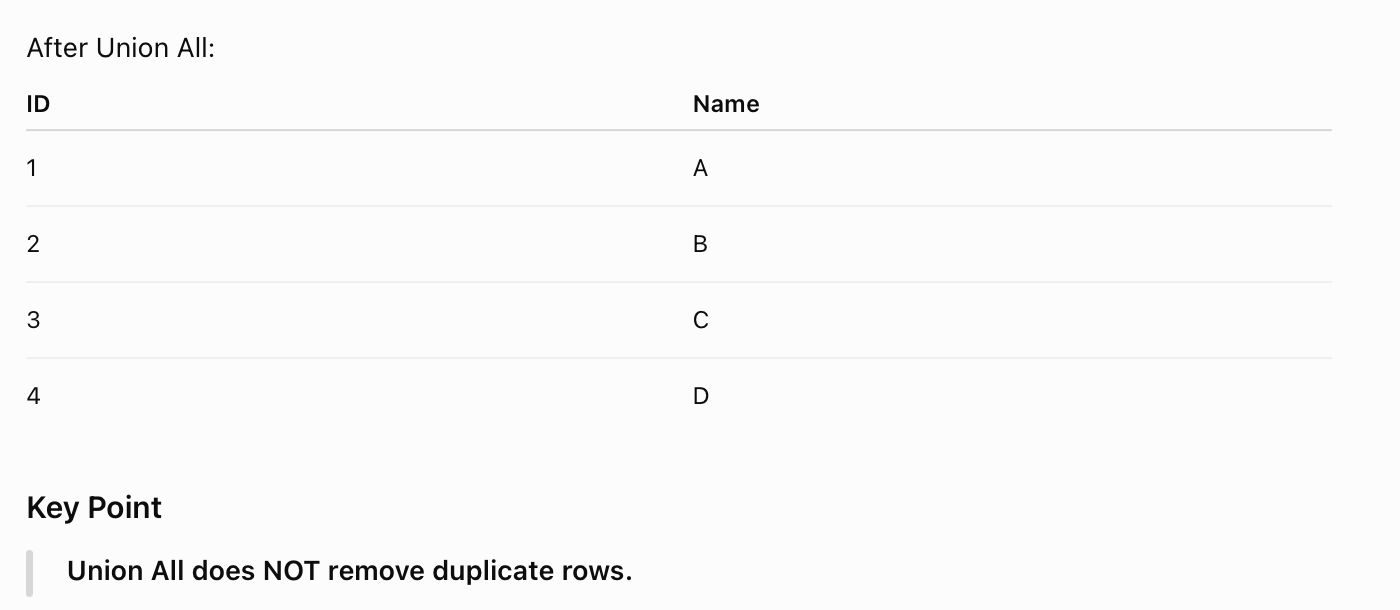 After Union All:
ID Name
1 A
2 B
3 C
4 D
Key Point
Union All does NOT remove duplicate rows.